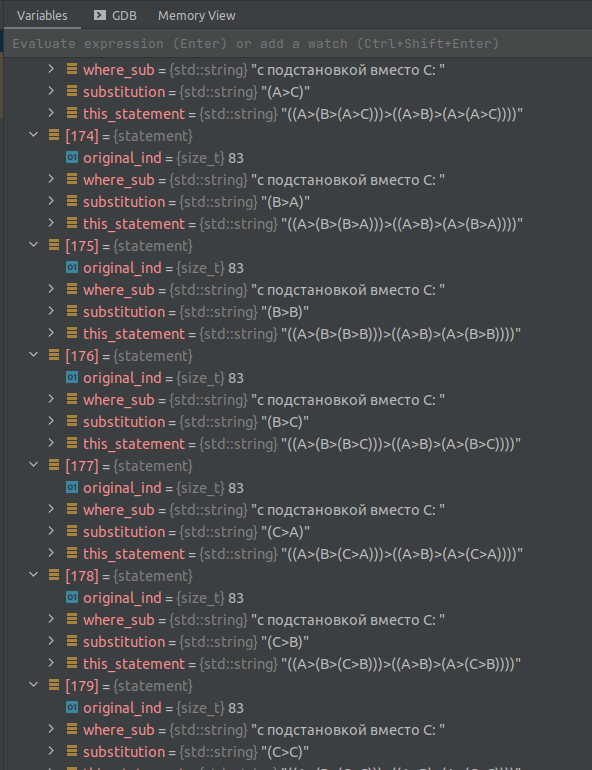 Variables GDB Memory View
Evaluate expression (Enter) or add a watch (Ctrl+Shift+Enter)
where_sub = {std::string} "с подстановкой вместо C: "
substitution = {std::string} "(A>C)"
this_statement = {std::string} "((A>(B>(A>C)))>((A>B)>(A>(A>C))))"
[174] = {statement}
original_ind = {size_t} 83
where_sub = {std::string} "с подстановкой вместо C: "
substitution = {std::string} "(B>A)"
this_statement = {std::string} "((A>(B>(B>A)))>((A>B)>(A>(B>A))))"
[175] = {statement}
original_ind = {size_t} 83
where_sub = {std::string} "с подстановкой вместо C: "
substitution = {std::string} "(B>B)"
this_statement = {std::string} "((A>(B>(B>B)))>((A>B)>(A>(B>B))))"
[176] = {statement}
original_ind = {size_t} 83
where_sub = {std::string} "с подстановкой вместо C: "
substitution = {std::string} "(B>C)"
this_statement = {std::string} "((A>(B>(B>C)))>((A>B)>(A>(B>C))))"
[177] = {statement}
original_ind = {size_t} 83
where_sub = {std::string} "с подстановкой вместо C: "
substitution = {std::string} "(C>A)"
this_statement = {std::string} "((A>(B>(C>A)))>((A>B)>(A>(C>A))))"
[178] = {statement}
original_ind = {size_t} 83
where_sub = {std::string} "с подстановкой вместо C: "
substitution = {std::string} "(C>B)"
this_statement = {std::string} "((A>(B>(C>B)))>((A>B)>(A>(C>B))))"
[179] = {statement}
original_ind = {size_t} 83
where_sub = {std::string} "с подстановкой вместо C: "
substitution = {std::string} "(C>C)"